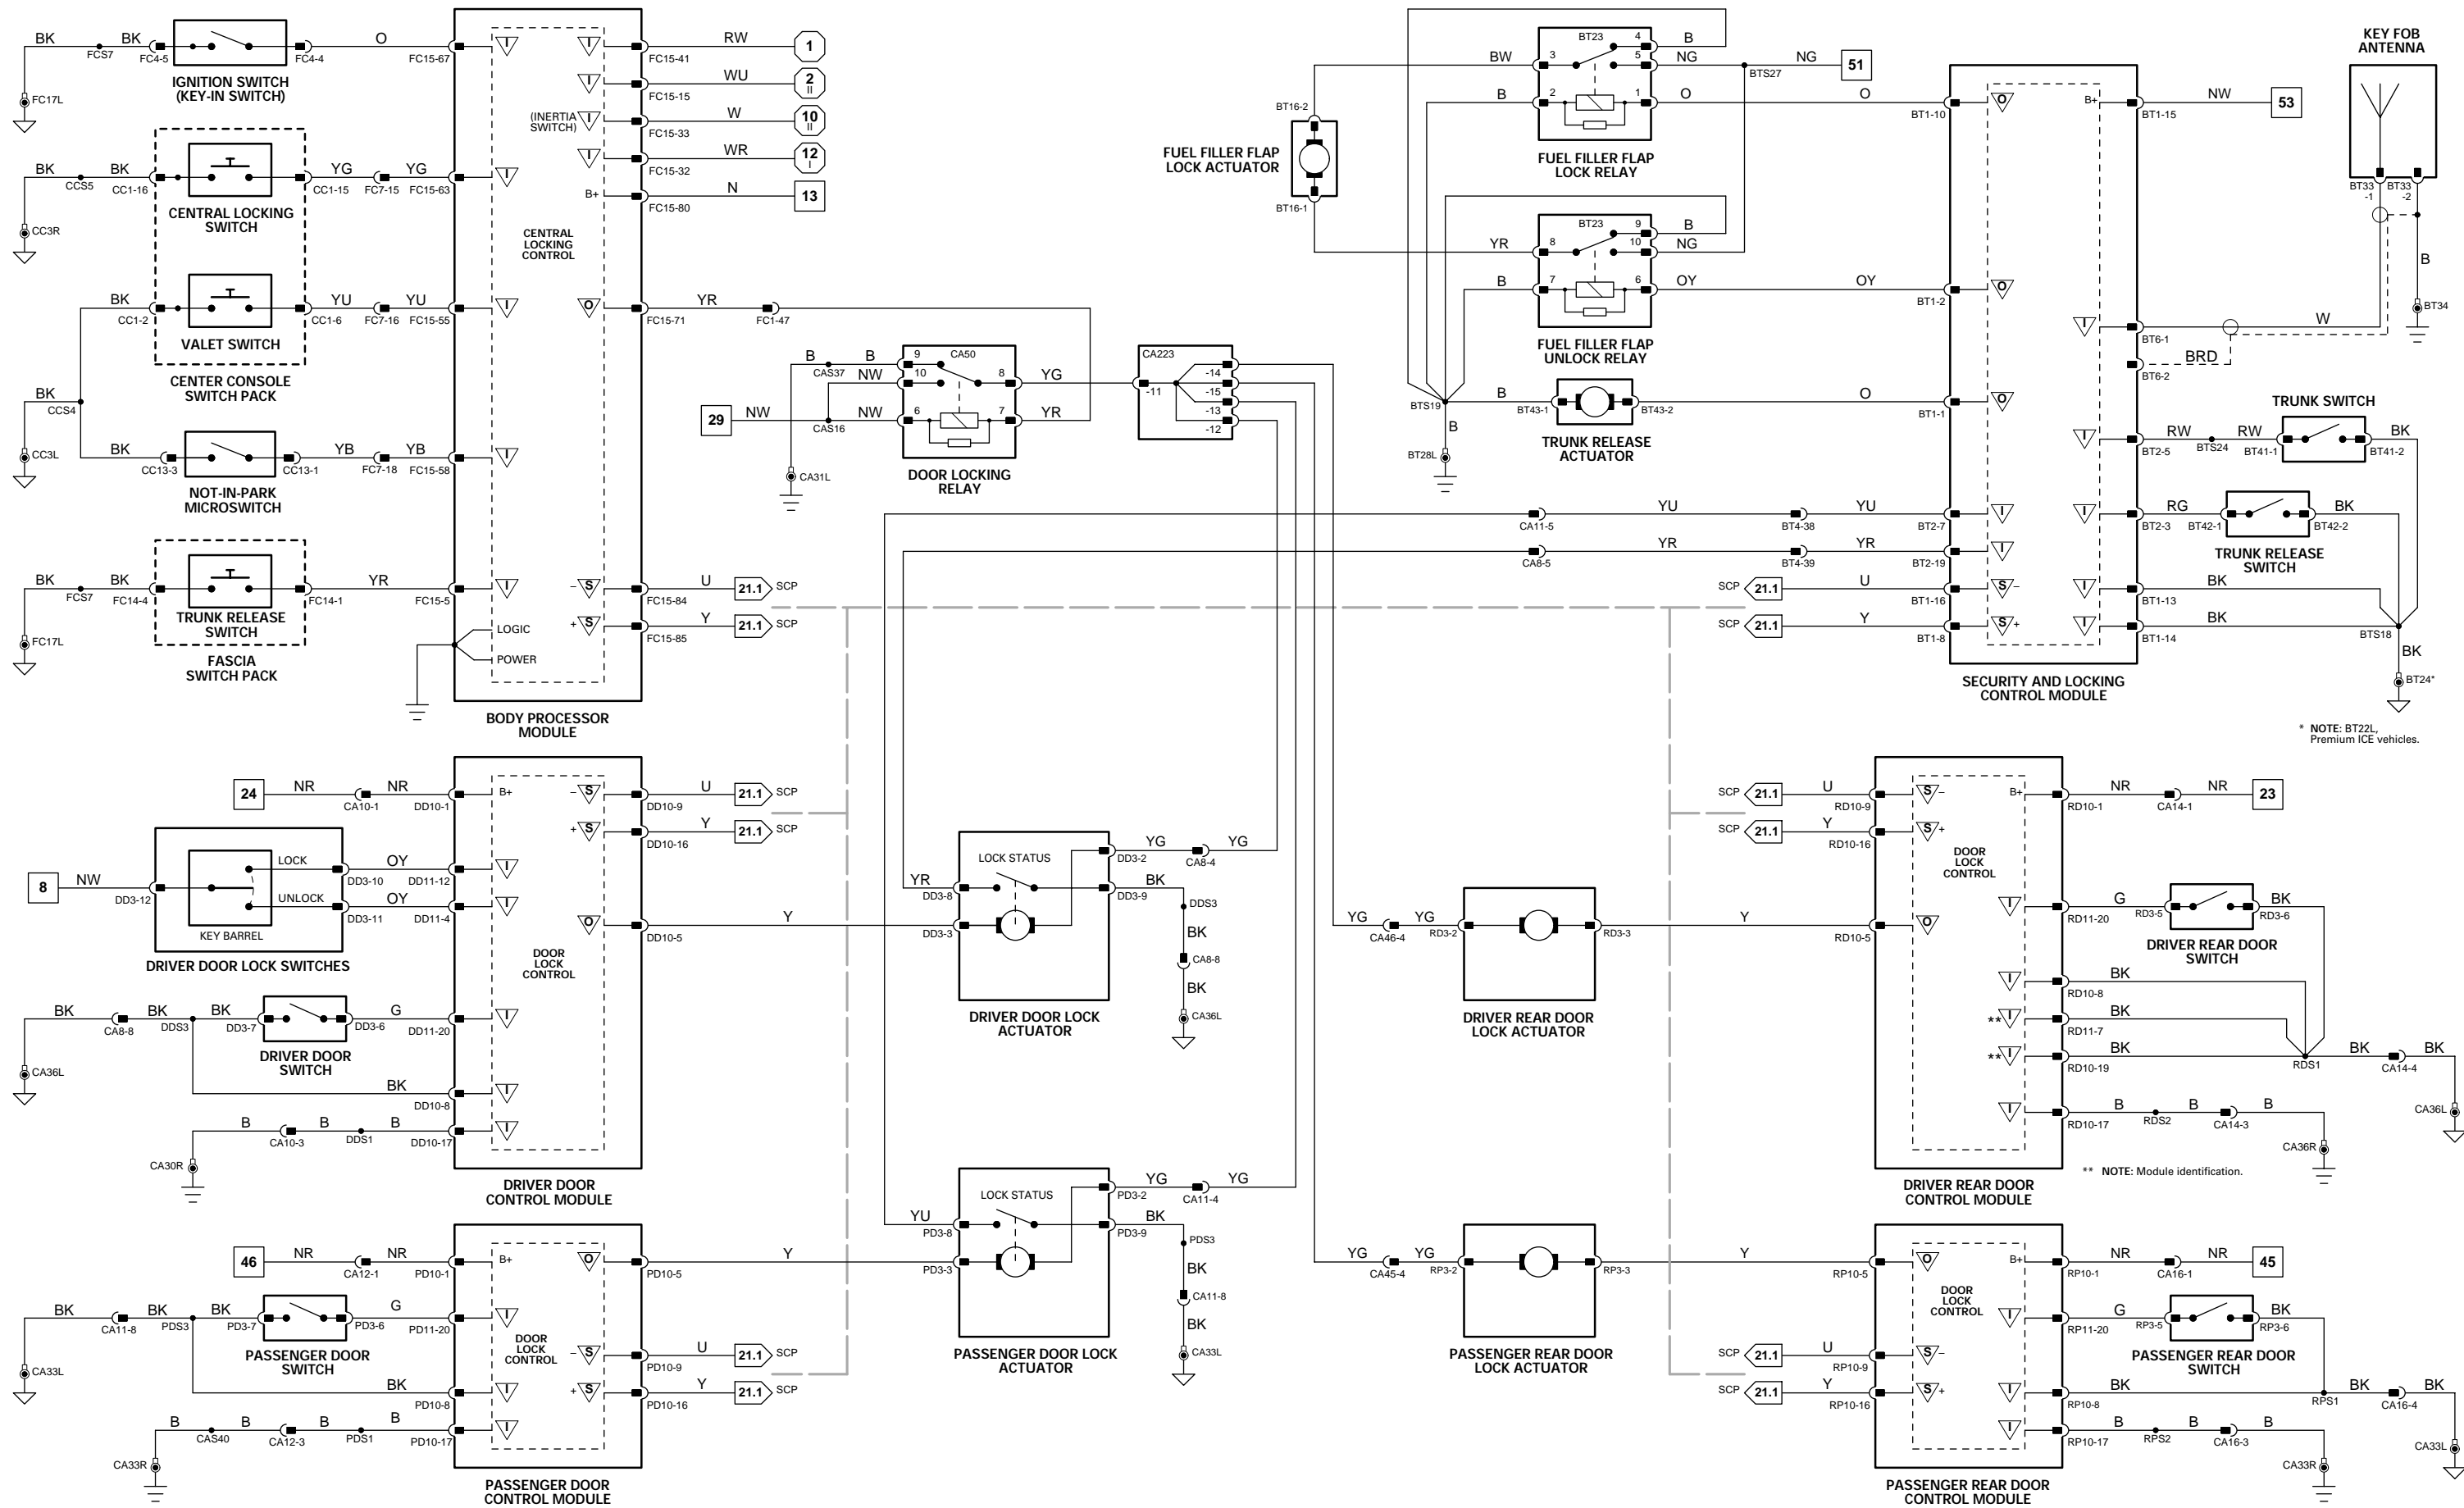 BK
FCS7
BK
FC4-5
FC4-4
O
FC15-67
IGNITION SWITCH
(KEY-IN SWITCH)
FC17L
BK
CCS5
BK
CC1-16
CC1-15
YG
FC7-15
YG
FC15-63
CENTRAL LOCKING
SWITCH
CC3R
BK
CC1-2
CC1-6
YU
FC7-16
YU
FC15-55
VALET SWITCH
CENTER CONSOLE
SWITCH PACK
BK
CCS4
CC3L
BK
CC13-3
CC13-1
YB
FC7-18
YB
FC15-58
NOT-IN-PARK
MICROSWITCH
BK
FCS7
BK
FC14-4
FC14-1
YR
FC15-5
TRUNK RELEASE
SWITCH
FC17L
FASCIA
SWITCH PACK
I
I
I
I
I
I
I
(INERTIA
SWITCH)
I
I
B+
CENTRAL
LOCKING
CONTROL
O
– S
+ S
LOGIC
POWER
BODY PROCESSOR
MODULE
FC15-41
RW
1
FC15-15
WU
2
II
FC15-33
W
10
II
FC15-32
WR
12
I
FC15-80
N
13
FC15-71
YR
FC1-47
FC15-84
U
21.1
SCP
FC15-85
Y
21.1
SCP
29
NW
CAS16
NW
NW
B
CAS37
B
CA31L
9
CA50
10
8
6
7
YG
YR
DOOR LOCKING
RELAY
CA223
-11
-14
-15
-13
-12
FUEL FILLER FLAP
LOCK ACTUATOR
BT16-2
BT16-1
BW
YR
B
B
BT23
3
4
5
2
1
B
NG
BTS27
NG
51
O
O
BT1-10
FUEL FILLER FLAP
LOCK RELAY
BT23
8
9
10
7
6
B
NG
OY
OY
BT1-2
FUEL FILLER FLAP
UNLOCK RELAY
BTS19
B
BT43-1
BT43-2
O
BT1-1
TRUNK RELEASE
ACTUATOR
B
BT28L
CA11-5
YU
BT4-38
YU
BT2-7
CA8-5
YR
BT4-39
YR
BT2-19
SCP
21.1
U
BT1-16
SCP
21.1
Y
BT1-8
O
O
O
I
I
S –
S +
B+
I
I
I
I
I
SECURITY AND LOCKING
CONTROL MODULE
BT1-15
NW
53
KEY FOB
ANTENNA
BT33
-1
BT33
-2
B
BT34
BT6-1
W
BT6-2
BRD
TRUNK SWITCH
BT2-5
RW
BTS24
RW
BT41-1
BT41-2
BK
BT2-3
RG
BT42-1
BT42-2
BK
TRUNK RELEASE
SWITCH
BT1-13
BK
BT1-14
BK
BTS18
BK
BT24*
* NOTE: BT22L,
Premium ICE vehicles.
24
NR
CA10-1
NR
DD10-1
8
NW
DD3-12
LOCK
UNLOCK
KEY BARREL
DD3-10
OY
DD11-12
DD3-11
OY
DD11-4
DRIVER DOOR LOCK SWITCHES
BK
CA8-8
BK
DDS3
BK
DD3-7
DD3-6
G
DD11-20
DRIVER DOOR
SWITCH
CA36L
BK
DD10-8
B
CA10-3
B
DDS1
B
DD10-17
CA30R
B+
I
I
I
I
I
– S
+ S
O
DOOR
LOCK
CONTROL
DRIVER DOOR
CONTROL MODULE
DD10-9
U
21.1
SCP
DD10-16
Y
21.1
SCP
DD10-5
Y
LOCK STATUS
YR
DD3-8
DD3-3
DD3-2
YG
CA8-4
YG
DD3-9
BK
DDS3
BK
CA8-8
BK
CA36L
DRIVER DOOR LOCK
ACTUATOR
YG
CA46-4
YG
RD3-2
RD3-3
Y
RD10-5
DRIVER REAR DOOR
LOCK ACTUATOR
SCP
21.1
U
RD10-9
SCP
21.1
Y
RD10-16
S –
S +
O
B+
DOOR
LOCK
CONTROL
I
I
** I
** I
I
DRIVER REAR DOOR
CONTROL MODULE
RD10-1
NR
CA14-1
NR
23
RD11-20
G
RD3-5
RD3-6
BK
DRIVER REAR DOOR
SWITCH
RD10-8
BK
RD11-7
BK
RD10-19
BK
RDS1
BK
CA14-4
BK
CA36L
RD10-17
B
RDS2
B
CA14-3
B
CA36R
** NOTE: Module identification.
46
NR
CA12-1
NR
PD10-1
BK
CA11-8
BK
PDS3
BK
PD3-7
PD3-6
G
PD11-20
PASSENGER DOOR
SWITCH
CA33L
BK
PD10-8
B
CAS40
B
CA12-3
B
PDS1
B
PD10-17
CA33R
B+
I
I
I
O
DOOR
LOCK
CONTROL
– S
+ S
PASSENGER DOOR
CONTROL MODULE
PD10-5
Y
PD10-9
U
21.1
SCP
PD10-16
Y
21.1
SCP
LOCK STATUS
YU
PD3-8
PD3-3
PD3-2
YG
CA11-4
YG
PD3-9
BK
PDS3
BK
CA11-8
BK
CA33L
PASSENGER DOOR LOCK
ACTUATOR
YG
CA45-4
YG
RP3-2
RP3-3
Y
RP10-5
PASSENGER REAR DOOR
LOCK ACTUATOR
SCP
21.1
U
RP10-9
SCP
21.1
Y
RP10-16
O
S –
S +
B+
DOOR
LOCK
CONTROL
I
I
I
PASSENGER REAR DOOR
CONTROL MODULE
RP10-1
NR
CA16-1
NR
45
RP11-20
G
RP3-5
RP3-6
BK
PASSENGER REAR DOOR
SWITCH
RP10-8
BK
RPS1
BK
CA16-4
BK
CA33L
RP10-17
B
RPS2
B
CA16-3
B
CA33R